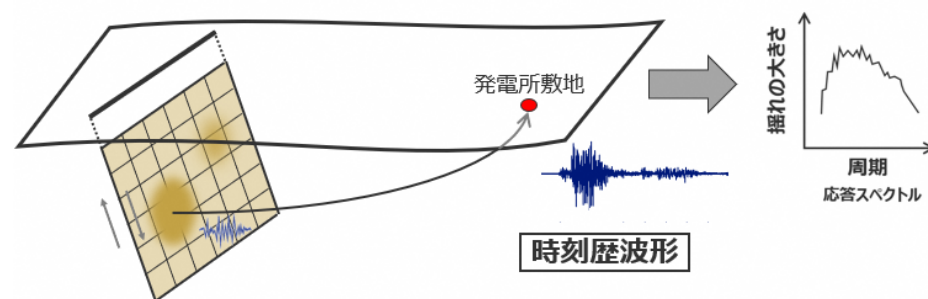 発電所敷地
時刻歴波形
揺れの大きさ
周期
応答スペクトル